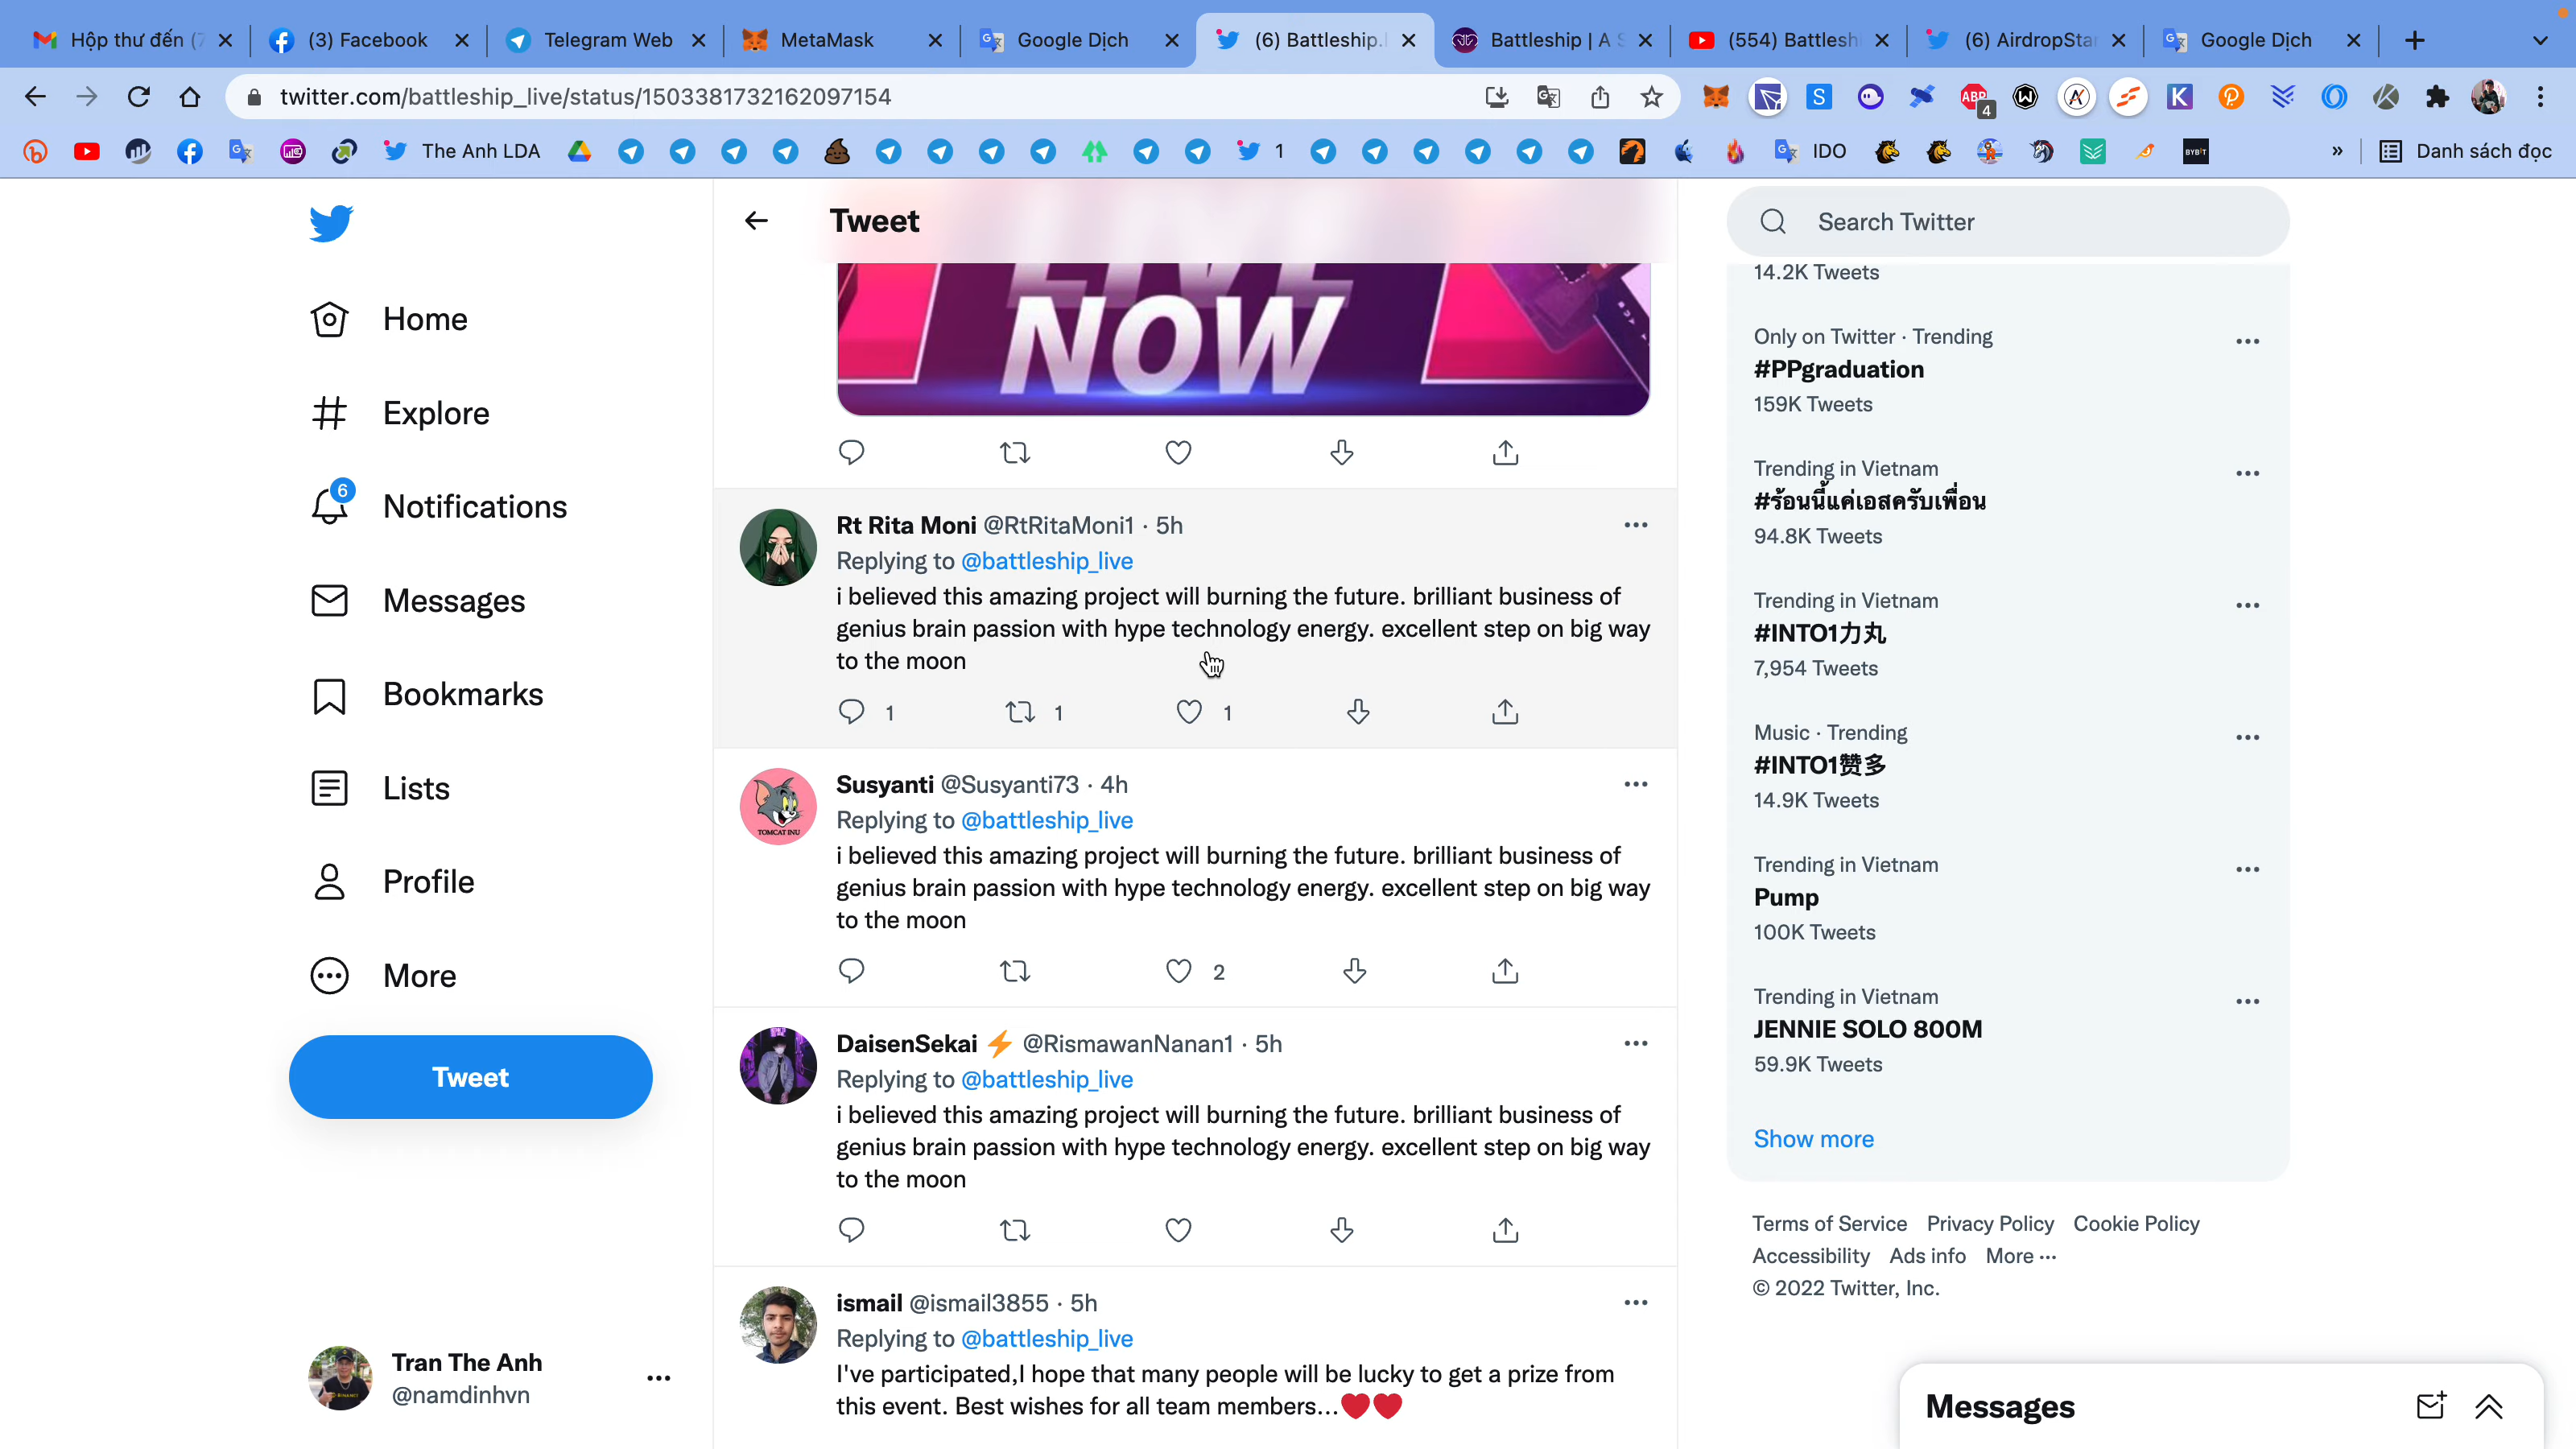 Hộp thư đến (7
(3) Facebook
Telegram Web
MetaMask
Google Dịch
(6) Battleship.
Battleship | A S
(554) Battlesh
(6) AirdropStar
Google Dịch
twitter.com/battleship_live/status/1503381732162097154
ABP
4
The Anh LDA
1
IDO
BYBIT
»
Danh sách đọc
Home
Explore
6
Notifications
Messages
Bookmarks
Lists
Profile
More
Tweet
Tran The Anh
@namdinhvn
Tweet
LIVE
NOW
Rt Rita Moni @RtRitaMoni1 · 5h
Replying to @battleship_live
i believed this amazing project will burning the future. brilliant business of
genius brain passion with hype technology energy. excellent step on big way
to the moon
1 1 1
Susyanti @Susyanti73 · 4h
Replying to @battleship_live
i believed this amazing project will burning the future. brilliant business of
genius brain passion with hype technology energy. excellent step on big way
to the moon
2
TOMCAT INU
DaisenSekai ⚡ @RismawanNanan1 · 5h
Replying to @battleship_live
i believed this amazing project will burning the future. brilliant business of
genius brain passion with hype technology energy. excellent step on big way
to the moon
ismail @ismail3855 · 5h
Replying to @battleship_live
I've participated,I hope that many people will be lucky to get a prize from
this event. Best wishes for all team members...❤️❤️
Search Twitter
14.2K Tweets
Only on Twitter · Trending
#PPgraduation
159K Tweets
Trending in Vietnam
#ร้อนนี้แค่เอสครับเพื่อน
94.8K Tweets
Trending in Vietnam
#INTO1力丸
7,954 Tweets
Music · Trending
#INTO1赞多
14.9K Tweets
Trending in Vietnam
Pump
100K Tweets
Trending in Vietnam
JENNIE SOLO 800M
59.9K Tweets
Show more
Terms of Service Privacy Policy Cookie Policy
Accessibility Ads info More ···
© 2022 Twitter, Inc.
Messages